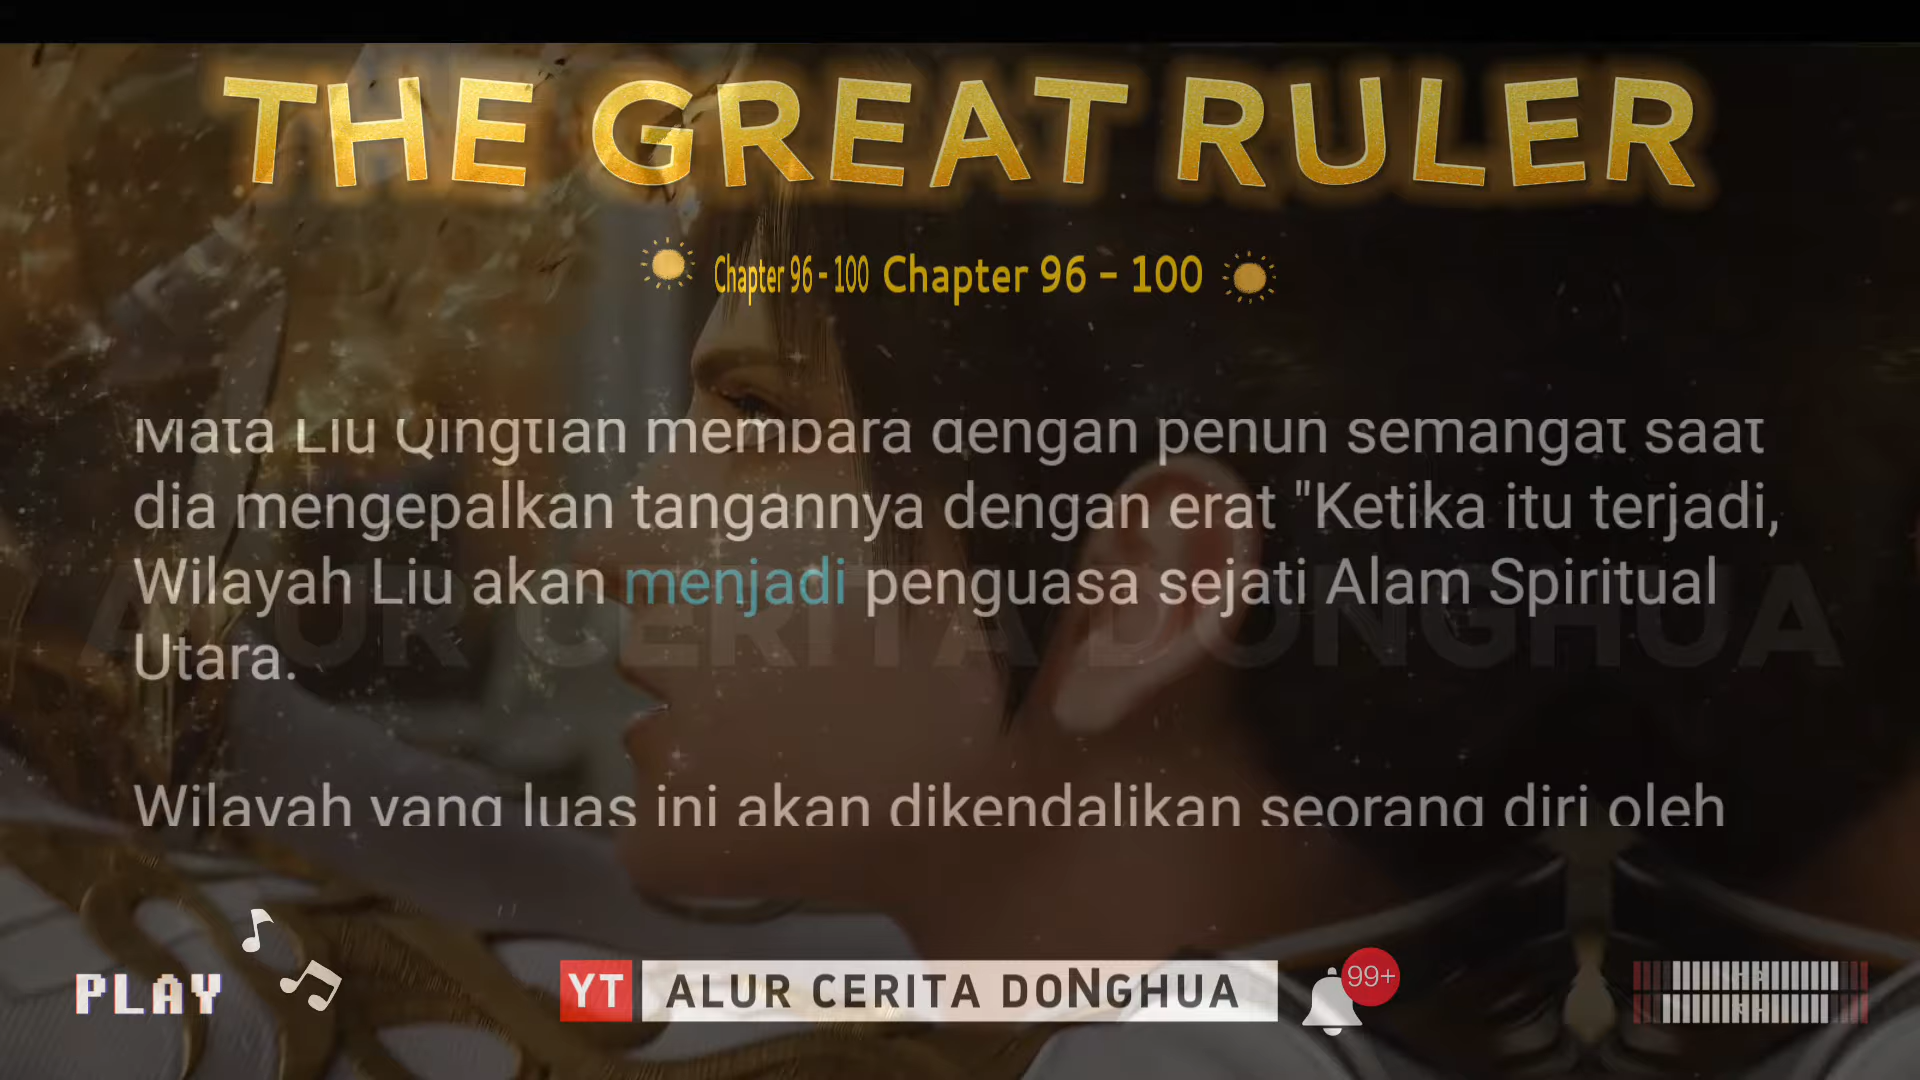 THE GREAT RULER
Chapter 96 - 100 Chapter 96 - 100
Mata Liu Qingtian membara dengan penuh semangat saat
dia mengepalkan tangannya dengan erat "Ketika itu terjadi,
Wilayah Liu akan menjadi penguasa sejati Alam Spiritual
Utara.
ALUR CERITA DONGHUA
Wilayah yang luas ini akan dikendalikan seorang diri oleh
PLAY
YT ALUR CERITA DONGHUA
99+